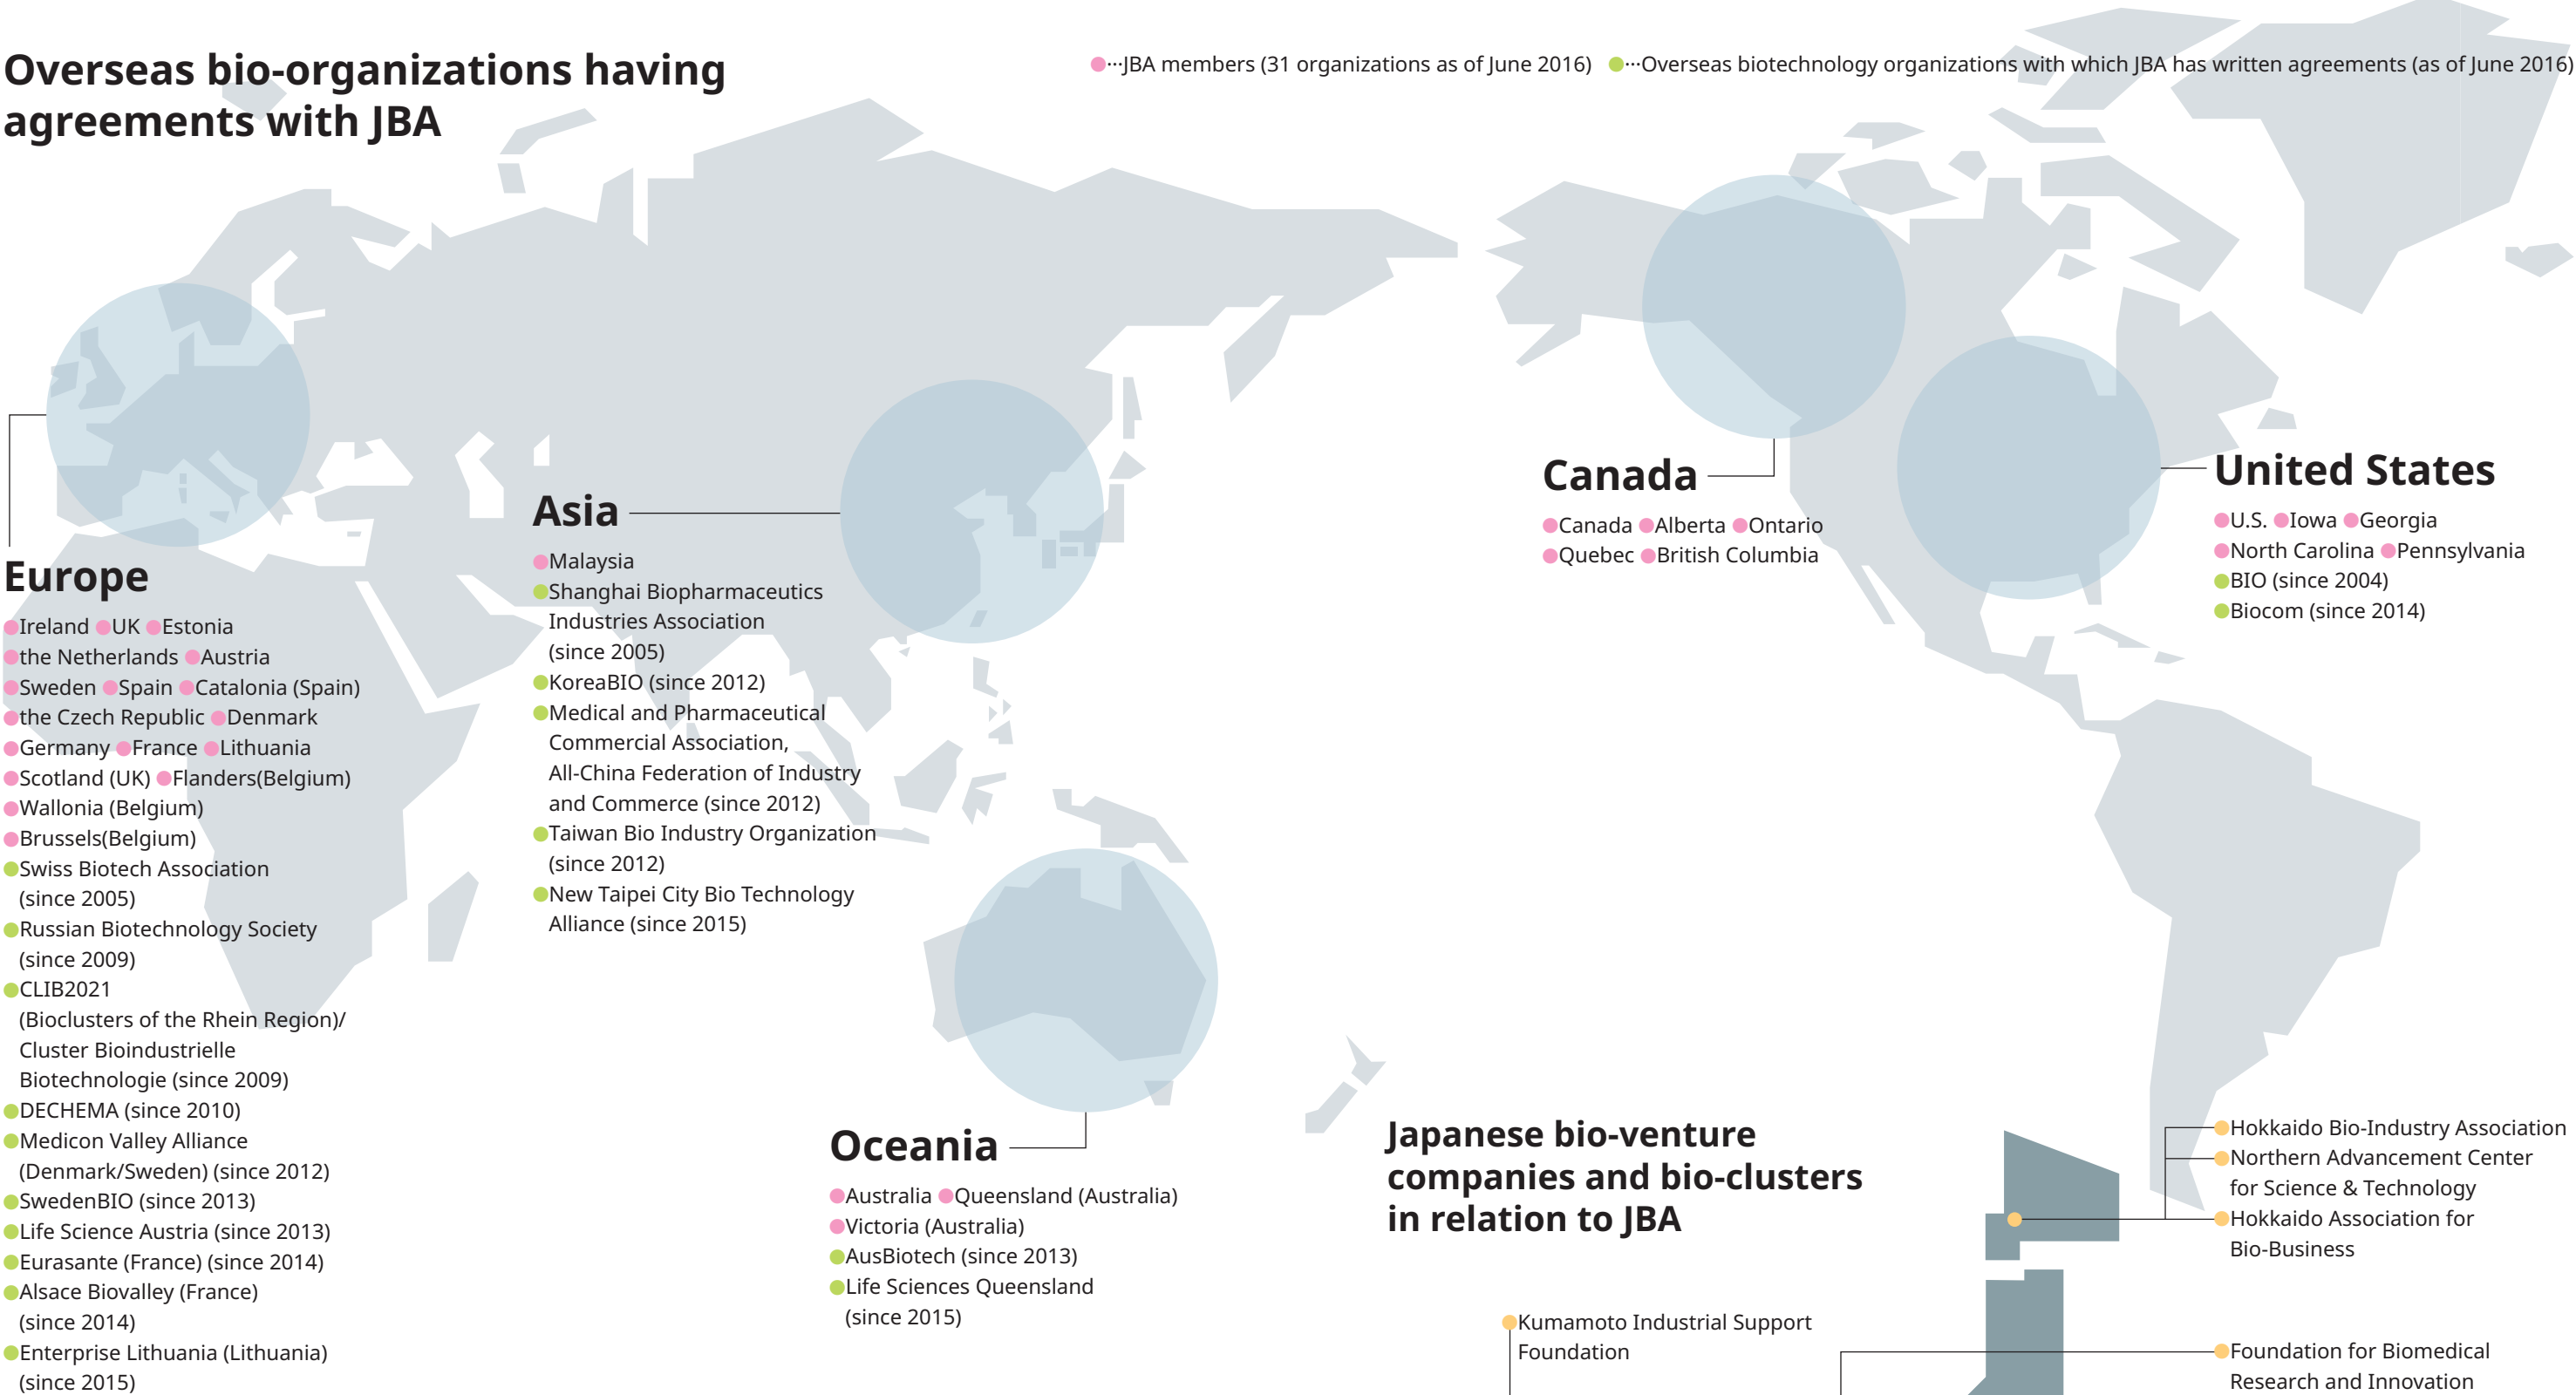 Overseas bio-organizations having
agreements with JBA
●···JBA members (31 organizations as of June 2016) ●···Overseas biotechnology organizations with which JBA has written agreements (as of June 2016)
Europe
●Ireland ●UK ●Estonia
●the Netherlands ●Austria
●Sweden ●Spain ●Catalonia (Spain)
●the Czech Republic ●Denmark
●Germany ●France ●Lithuania
●Scotland (UK) ●Flanders(Belgium)
●Wallonia (Belgium)
●Brussels(Belgium)
●Swiss Biotech Association
(since 2005)
●Russian Biotechnology Society
(since 2009)
●CLIB2021
(Bioclusters of the Rhein Region)/
Cluster Bioindustrielle
Biotechnologie (since 2009)
●DECHEMA (since 2010)
●Medicon Valley Alliance
(Denmark/Sweden) (since 2012)
●SwedenBIO (since 2013)
●Life Science Austria (since 2013)
●Eurasante (France) (since 2014)
●Alsace Biovalley (France)
(since 2014)
●Enterprise Lithuania (Lithuania)
(since 2015)
Asia
●Malaysia
●Shanghai Biopharmaceutics
Industries Association
(since 2005)
●KoreaBIO (since 2012)
●Medical and Pharmaceutical
Commercial Association,
All-China Federation of Industry
and Commerce (since 2012)
●Taiwan Bio Industry Organization
(since 2012)
●New Taipei City Bio Technology
Alliance (since 2015)
Oceania
●Australia ●Queensland (Australia)
●Victoria (Australia)
●AusBiotech (since 2013)
●Life Sciences Queensland
(since 2015)
Canada
●Canada ●Alberta ●Ontario
●Quebec ●British Columbia
United States
●U.S. ●Iowa ●Georgia
●North Carolina ●Pennsylvania
●BIO (since 2004)
●Biocom (since 2014)
Japanese bio-venture
companies and bio-clusters
in relation to JBA
●Hokkaido Bio-Industry Association
●Northern Advancement Center
for Science & Technology
●Hokkaido Association for
Bio-Business
●Kumamoto Industrial Support
Foundation
●Foundation for Biomedical
Research and Innovation